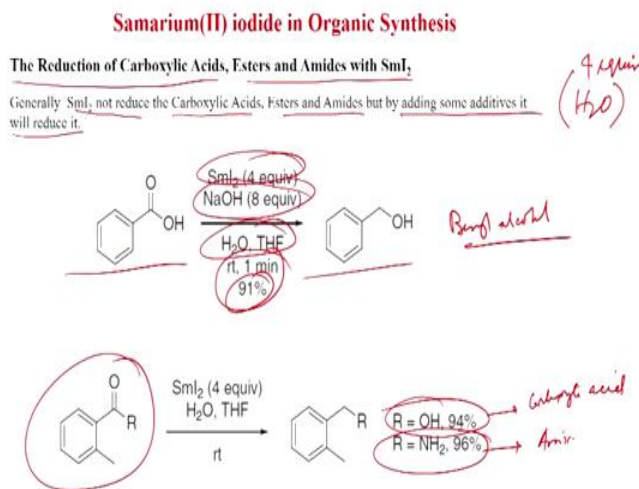 Samarium(II) iodide in Organic Synthesis
The Reduction of Carboxylic Acids, Esters and Amides with SmI₂
4 equiv
Generally SmI₂ not reduce the Carboxylic Acids, Esters and Amides but by adding some additives it
will reduce it.
(H₂O)
SmI₂ (4 equiv)
NaOH (8 equiv)
H₂O, THF
rt, 1 min
91%
O
OH
OH
Benzyl alcohol
O
R
SmI₂ (4 equiv)
H₂O, THF
rt
R
R = OH, 94%
R = NH₂, 96%
Carboxylic acid